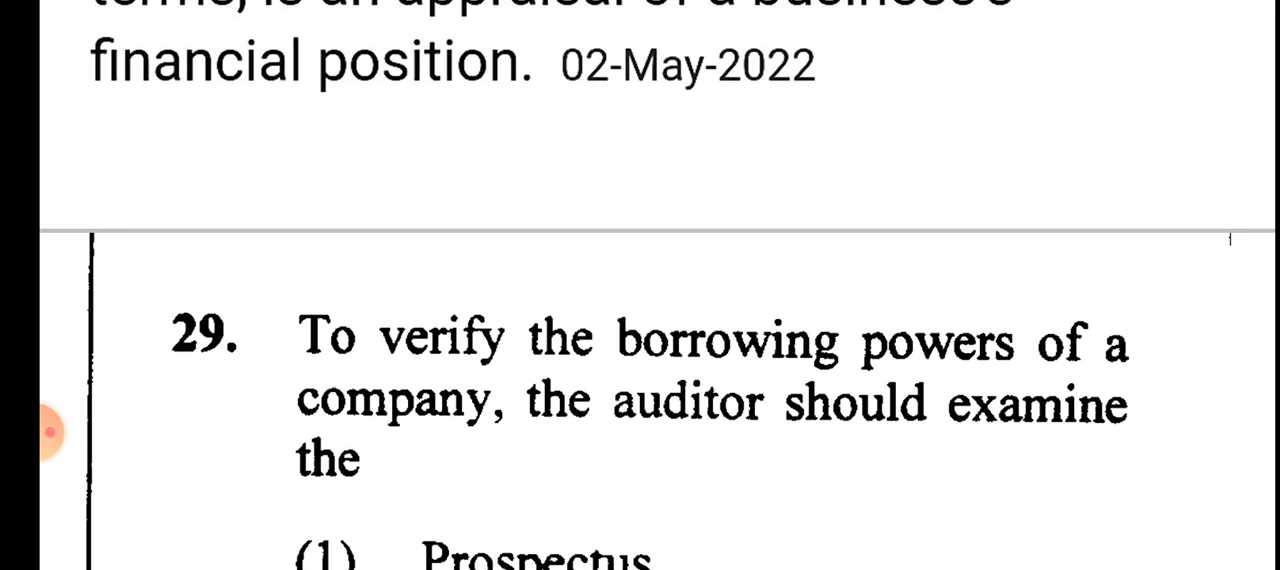 financial position. 02-May-2022
29. To verify the borrowing powers of a
company, the auditor should examine
the
(1) Prospectus